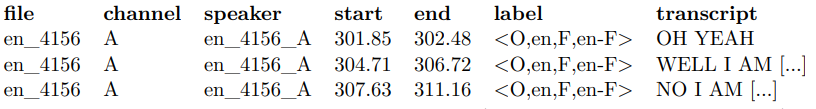 file channel speaker start end label transcript
en_4156 A en_4156_A 301.85 302.48 <O,en,F,en-F> OH YEAH
en_4156 A en_4156_A 304.71 306.72 <O,en,F,en-F> WELL I AM [...]
en_4156 A en_4156_A 307.63 311.16 <O,en,F,en-F> NO I AM [...]